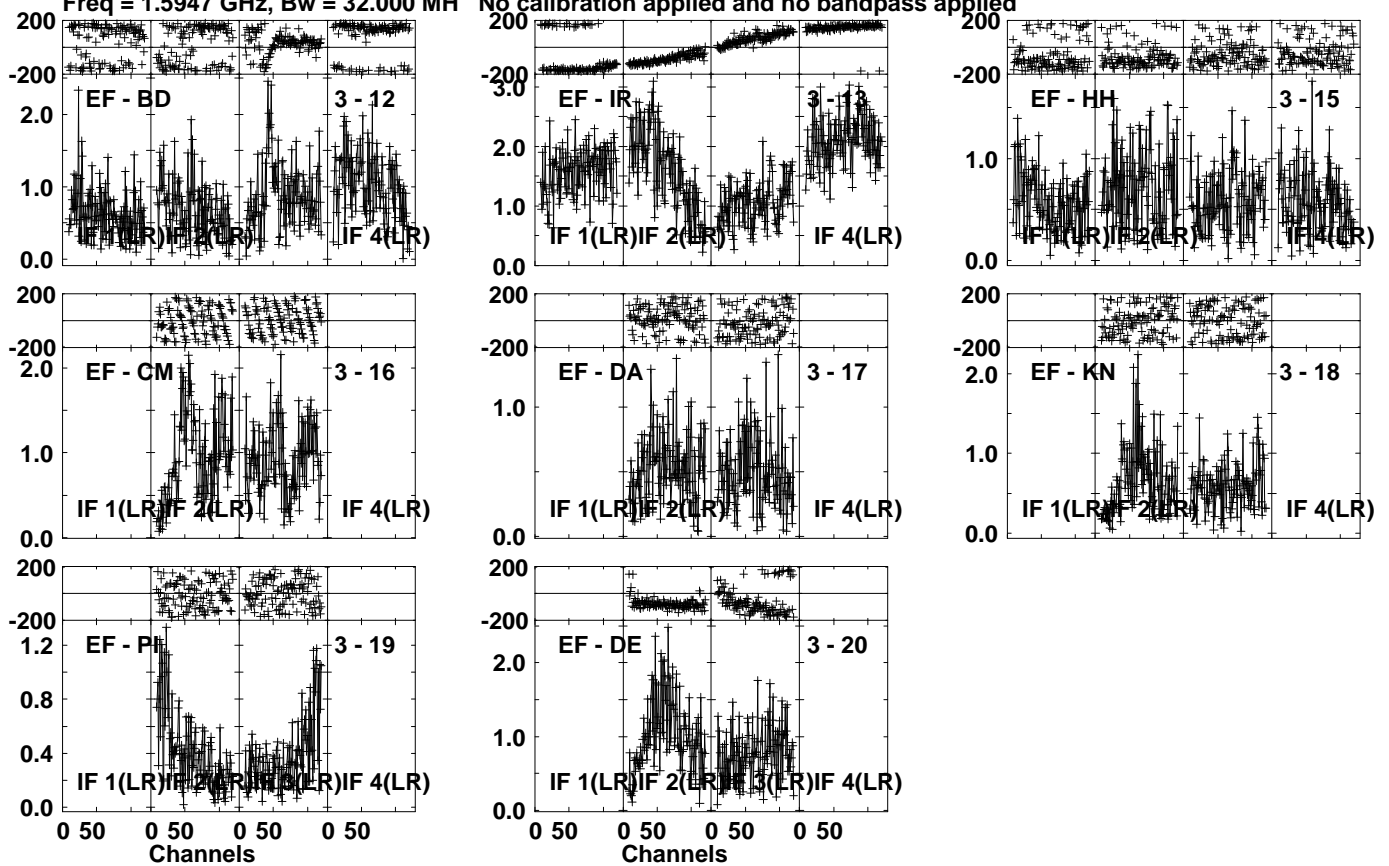 Freq = 1.5947 GHz, Bw = 32.000 MH No calibration applied and no bandpass applied
200 200 200
-200 -200 -200
EF - BD 3 - 12 EF - IR 3 - 13 EF - HH 3 - 15
2.0 3.0
1.0 2.0 1.0
1.0
IF 1(LR) IF 2(LR) IF 4(LR) IF 1(LR) IF 2(LR) IF 4(LR) IF 1(LR) IF 2(LR) IF 4(LR)
0.0 0.0 0.0
200 200 200
-200 -200 -200
EF - CM 3 - 16 EF - DA 3 - 17 EF - KN 3 - 18
2.0 1.0 2.0
1.0 1.0
IF 1(LR) IF 2(LR) IF 4(LR) IF 1(LR) IF 2(LR) IF 4(LR) IF 1(LR) IF 2(LR) IF 4(LR)
0.0 0.0 0.0
200 200
-200 -200
EF - PI 3 - 19 EF - DE 3 - 20
1.2 2.0
0.8
0.4 1.0
IF 1(LR) IF 2(LR) IF 3(LR) IF 4(LR) IF 1(LR) IF 2(LR) IF 3(LR) IF 4(LR)
0.0 0.0
0 50 0 50 0 50 0 50 0 50 0 50 0 50 0 50
Channels Channels